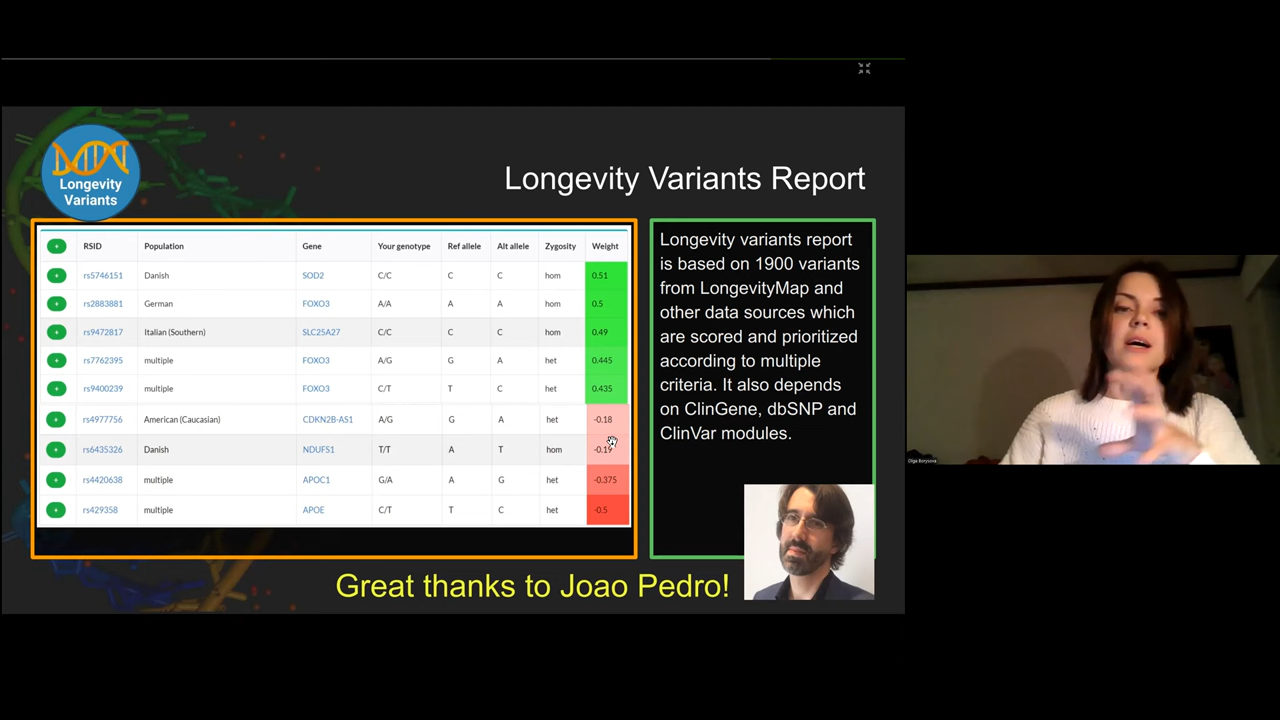 Longevity
Variants
Longevity Variants Report
+ RSID Population Gene Your genotype Ref allele Alt allele Zygosity Weight
+ rs5746151 Danish SOD2 C/C C C hom 0.51
+ rs2883881 German FOXO3 A/A A A hom 0.5
+ rs9472817 Italian (Southern) SLC25A27 C/C C C hom 0.49
+ rs7762395 multiple FOXO3 A/G G A het 0.445
+ rs9400239 multiple FOXO3 C/T T C het 0.435
+ rs4977756 American (Caucasian) CDKN2B-AS1 A/G G A het -0.18
+ rs6435326 Danish NDUFS1 T/T A T hom -0.19
+ rs4420638 multiple APOC1 G/A A G het -0.375
+ rs429358 multiple APOE C/T T C het -0.5
Longevity variants report
is based on 1900 variants
from LongevityMap and
other data sources which
are scored and prioritized
according to multiple
criteria. It also depends
on ClinGene, dbSNP and
ClinVar modules.
Great thanks to Joao Pedro!
Olga Borysova